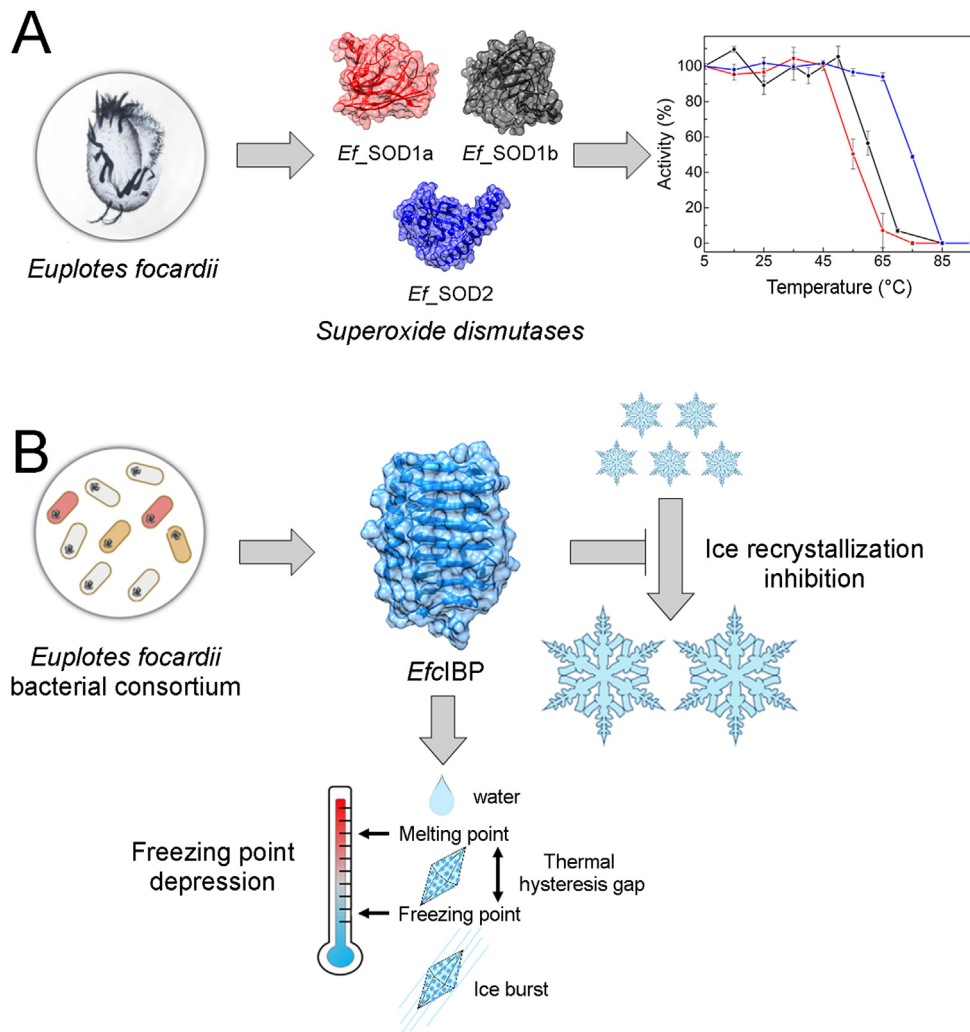 A
Euplotes focardii
Ef_SOD1a
Ef_SOD1b
Ef_SOD2
Superoxide dismutases
Activity (%)
100
80
60
40
20
0
5 25 45 65 85
Temperature (°C)
B
Euplotes focardii
bacterial consortium
EfcIBP
Ice recrystallization
inhibition
Freezing point
depression
water
Melting point
Thermal
hysteresis gap
Freezing point
Ice burst